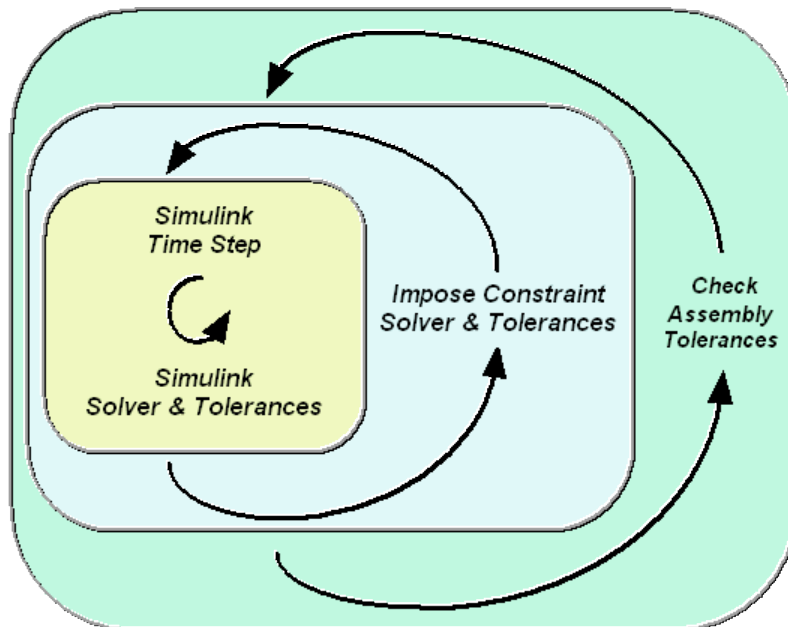 Simulink
Time Step
Simulink
Solver & Tolerances
Impose Constraint
Solver & Tolerances
Check
Assembly
Tolerances